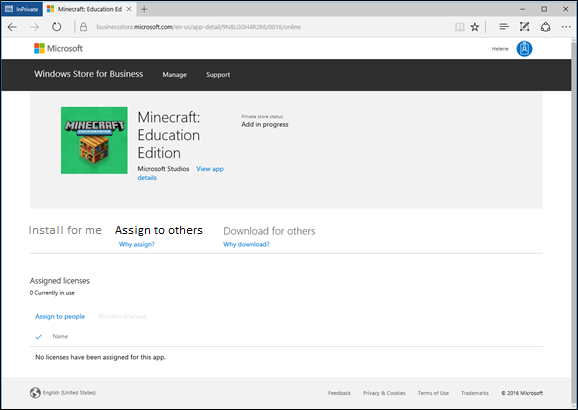 InPrivate
Minecraft: Education Ed
businessstore.microsoft.com/en-us/app-detail/9NBLGGH4R2R6/0016/online
Microsoft
Helene
Windows Store for Business Manage Support
MINECRAFT
EDUCATION EDITION
Minecraft:
Education
Edition
Microsoft Studios View app
details
Private store status:
Add in progress
Install for me Assign to others Download for others
Why assign? Why download?
Assigned licenses
0 Currently in use
Assign to people Reclaim licenses
Name
No licenses have been assigned for this app.
English (United States) Feedback Privacy & Cookies Terms of Use Trademarks © 2016 Microsoft